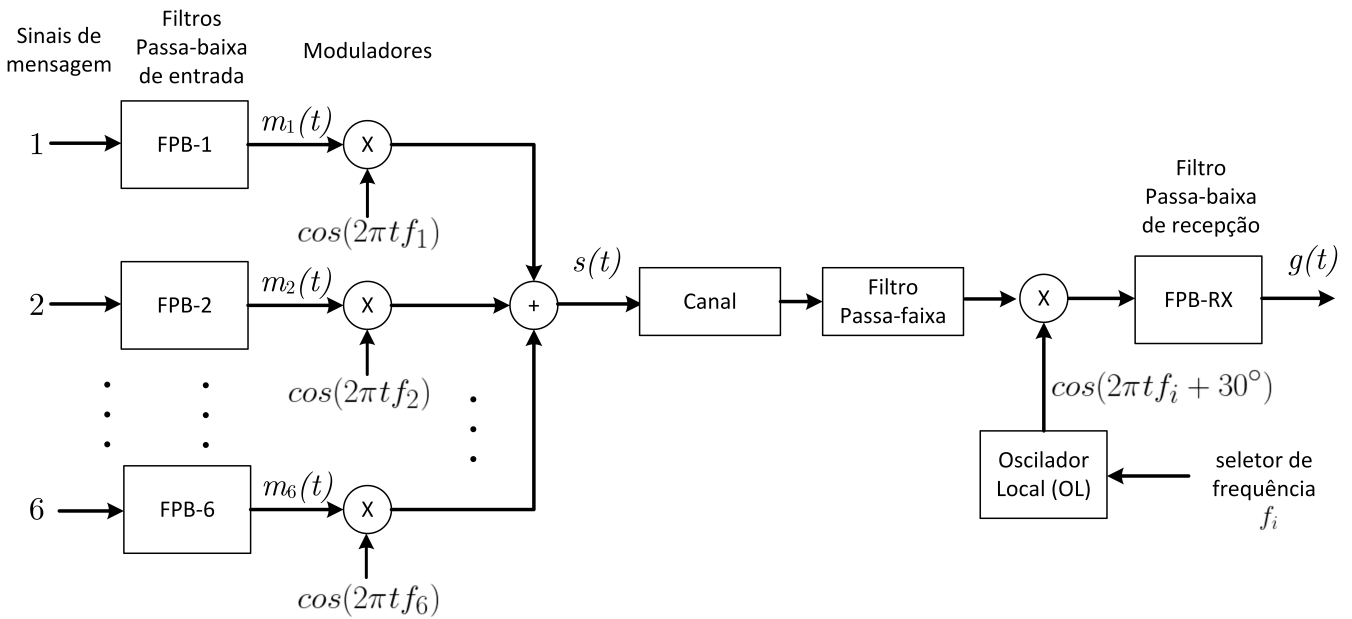 Sinais de
mensagem
Filtros
Passa-baixa
de entrada
Moduladores
1
FPB-1
m₁(t)
X
cos(2πtf₁)
2
FPB-2
m₂(t)
X
cos(2πtf₂)
6
FPB-6
m₆(t)
X
cos(2πtf₆)
+
s(t)
Canal
Filtro
Passa-faixa
X
cos(2πtfᵢ + 30°)
Oscilador
Local (OL)
seletor de
frequência
fᵢ
Filtro
Passa-baixa
de recepção
FPB-RX
g(t)